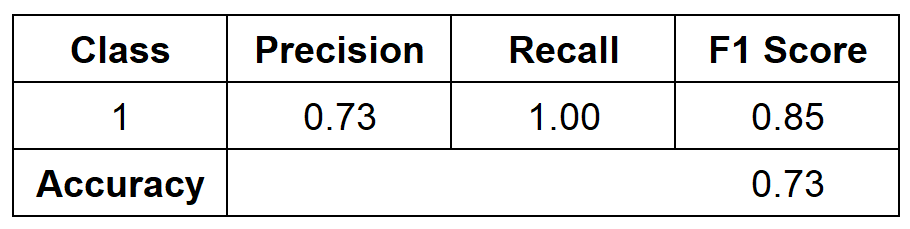 Class Precision Recall F1 Score
1 0.73 1.00 0.85
Accuracy 0.73